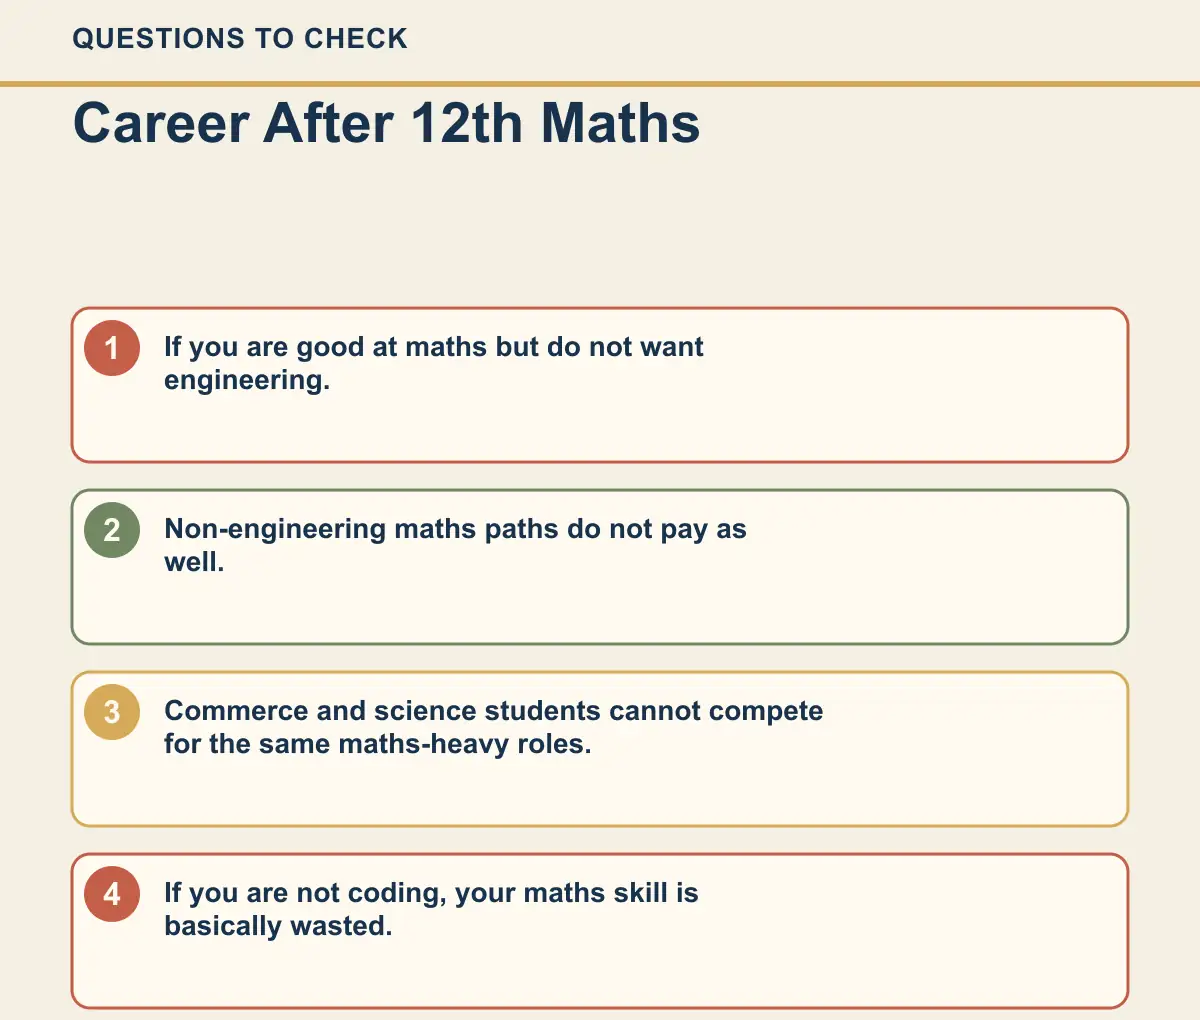 QUESTIONS TO CHECK
Career After 12th Maths
1
If you are good at maths but do not want
engineering.
2
Non-engineering maths paths do not pay as
well.
3
Commerce and science students cannot compete
for the same maths-heavy roles.
4
If you are not coding, your maths skill is
basically wasted.